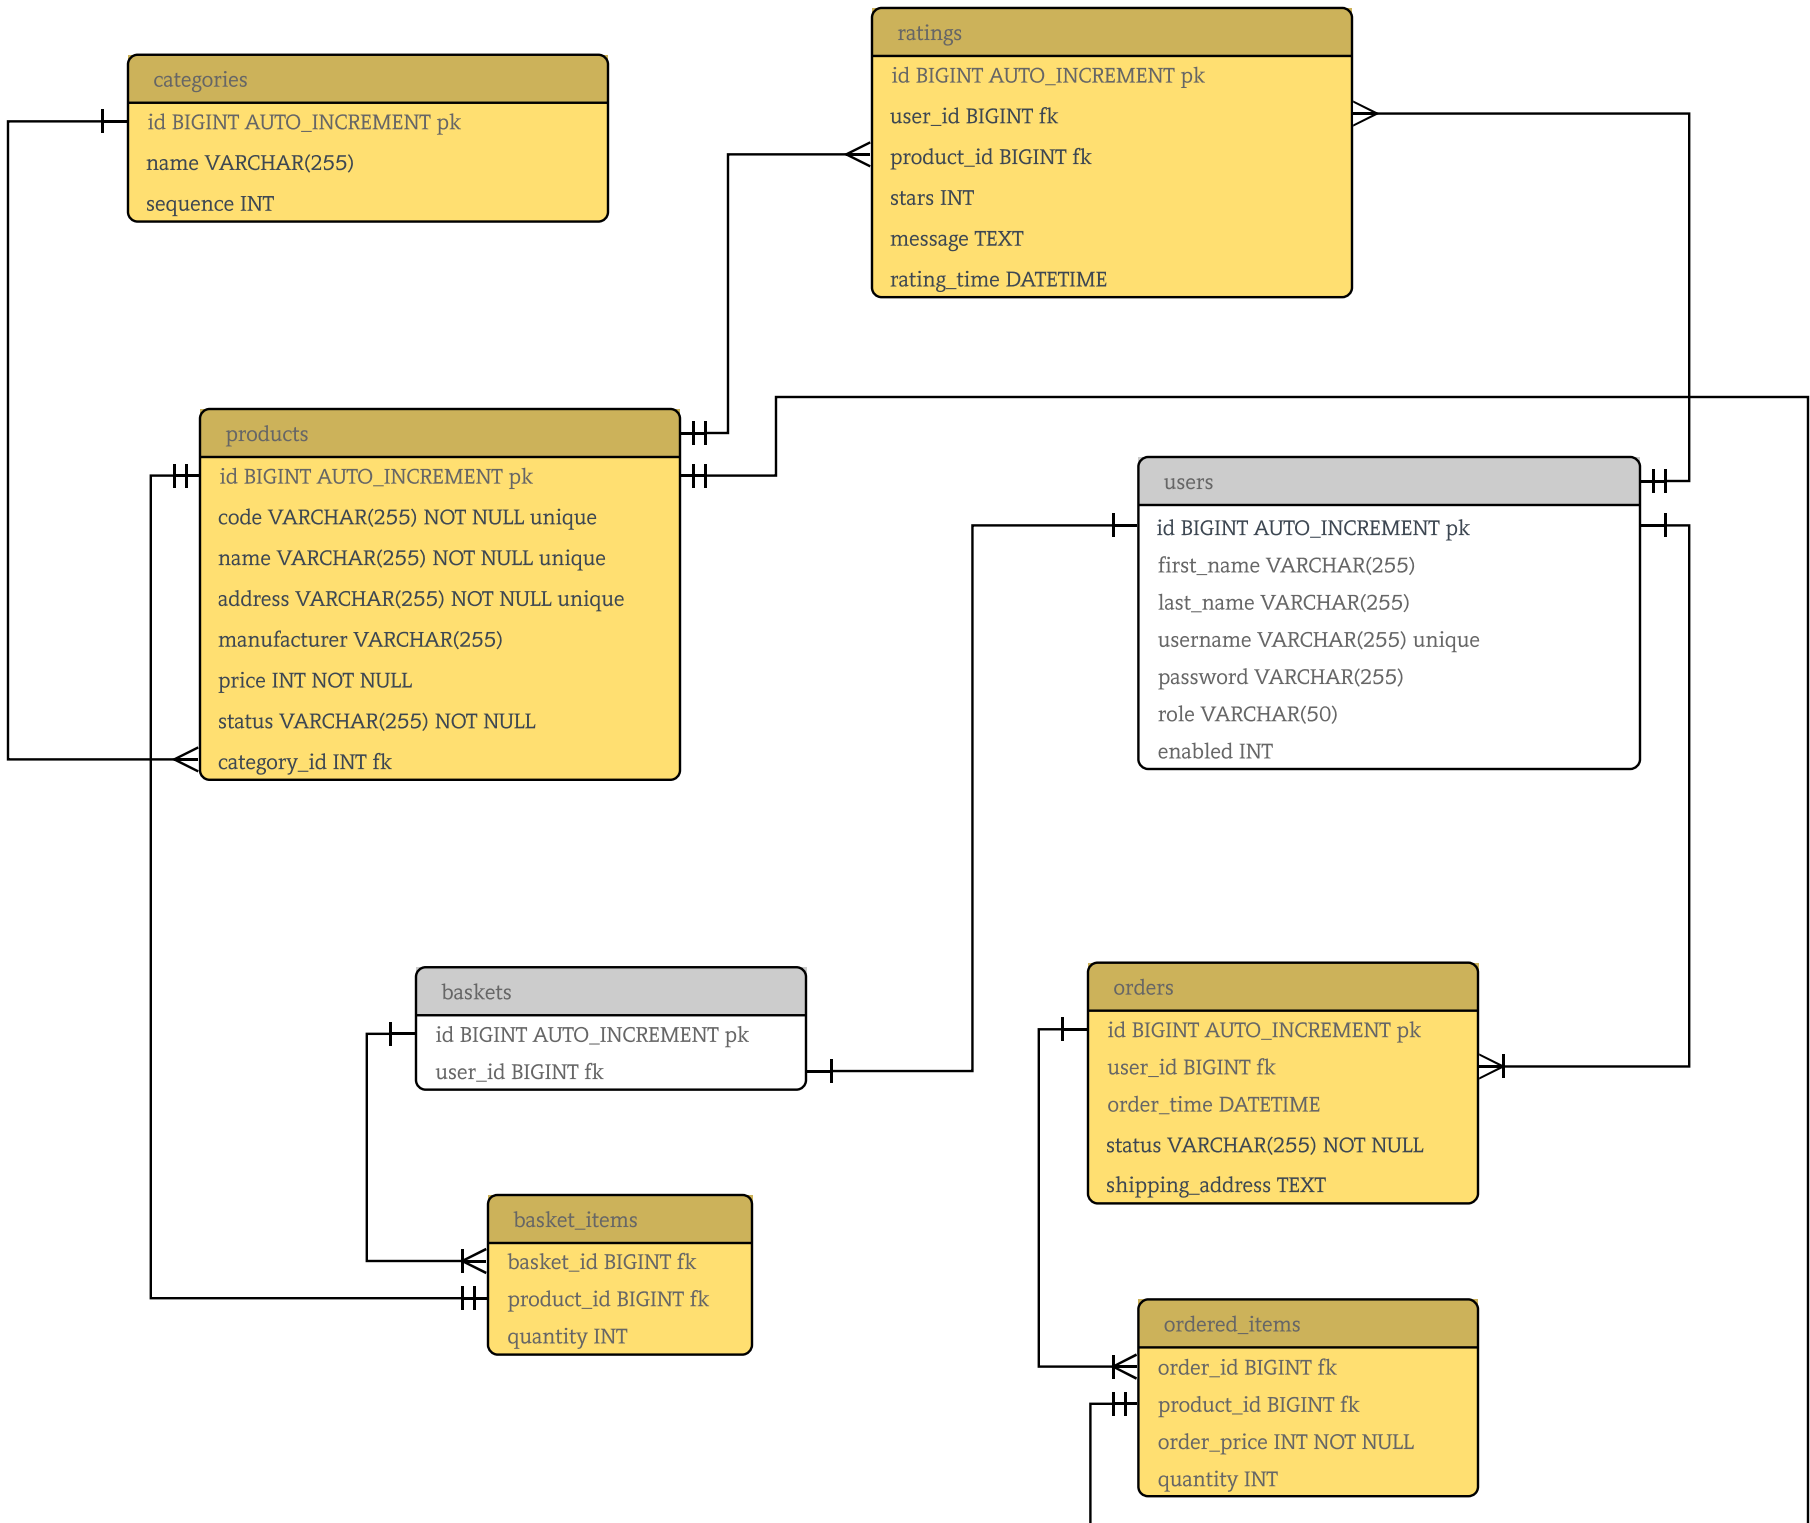 categories
id BIGINT AUTO_INCREMENT pk
name VARCHAR(255)
sequence INT
ratings
id BIGINT AUTO_INCREMENT pk
user_id BIGINT fk
product_id BIGINT fk
stars INT
message TEXT
rating_time DATETIME
products
id BIGINT AUTO_INCREMENT pk
code VARCHAR(255) NOT NULL unique
name VARCHAR(255) NOT NULL unique
address VARCHAR(255) NOT NULL unique
manufacturer VARCHAR(255)
price INT NOT NULL
status VARCHAR(255) NOT NULL
category_id INT fk
users
id BIGINT AUTO_INCREMENT pk
first_name VARCHAR(255)
last_name VARCHAR(255)
username VARCHAR(255) unique
password VARCHAR(255)
role VARCHAR(50)
enabled INT
baskets
id BIGINT AUTO_INCREMENT pk
user_id BIGINT fk
orders
id BIGINT AUTO_INCREMENT pk
user_id BIGINT fk
order_time DATETIME
status VARCHAR(255) NOT NULL
shipping_address TEXT
basket_items
basket_id BIGINT fk
product_id BIGINT fk
quantity INT
ordered_items
order_id BIGINT fk
product_id BIGINT fk
order_price INT NOT NULL
quantity INT